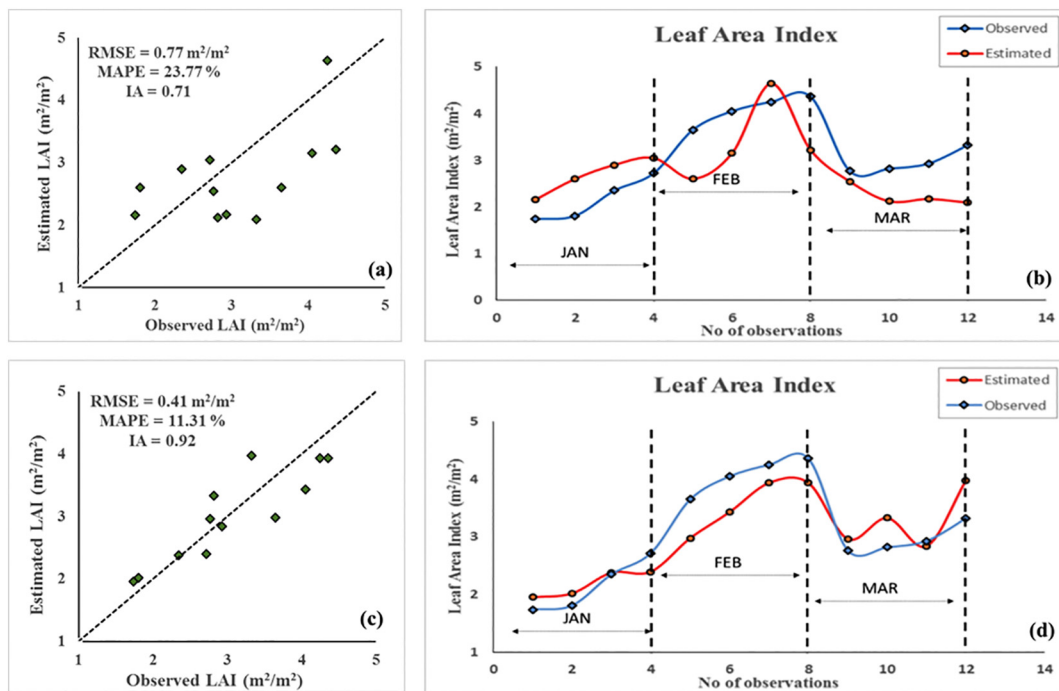 RMSE = 0.77 m²/m²
MAPE = 23.77 %
IA = 0.71
Estimated LAI (m²/m²)
5
4
3
2
1
1 2 3 4 5
Observed LAI (m²/m²)
(a)
Leaf Area Index
Observed
Estimated
Leaf Area Index (m²/m²)
5
4
3
2
1
0
JAN
FEB
MAR
0 2 4 6 8 10 12 14
No of observations
(b)
RMSE = 0.41 m²/m²
MAPE = 11.31 %
IA = 0.92
Estimated LAI (m²/m²)
5
4
3
2
1
1 2 3 4 5
Observed LAI (m²/m²)
(c)
Leaf Area Index
Estimated
Observed
Leaf Area Index (m²/m²)
5
4
3
2
1
JAN
FEB
MAR
0 2 4 6 8 10 12 14
No of observations
(d)